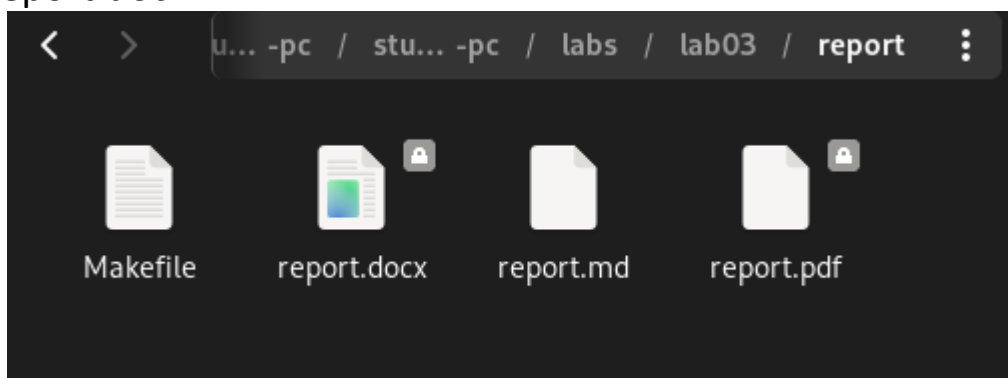 u... -pc / stu... -pc / labs / lab03 / report
Makefile report.docx report.md report.pdf